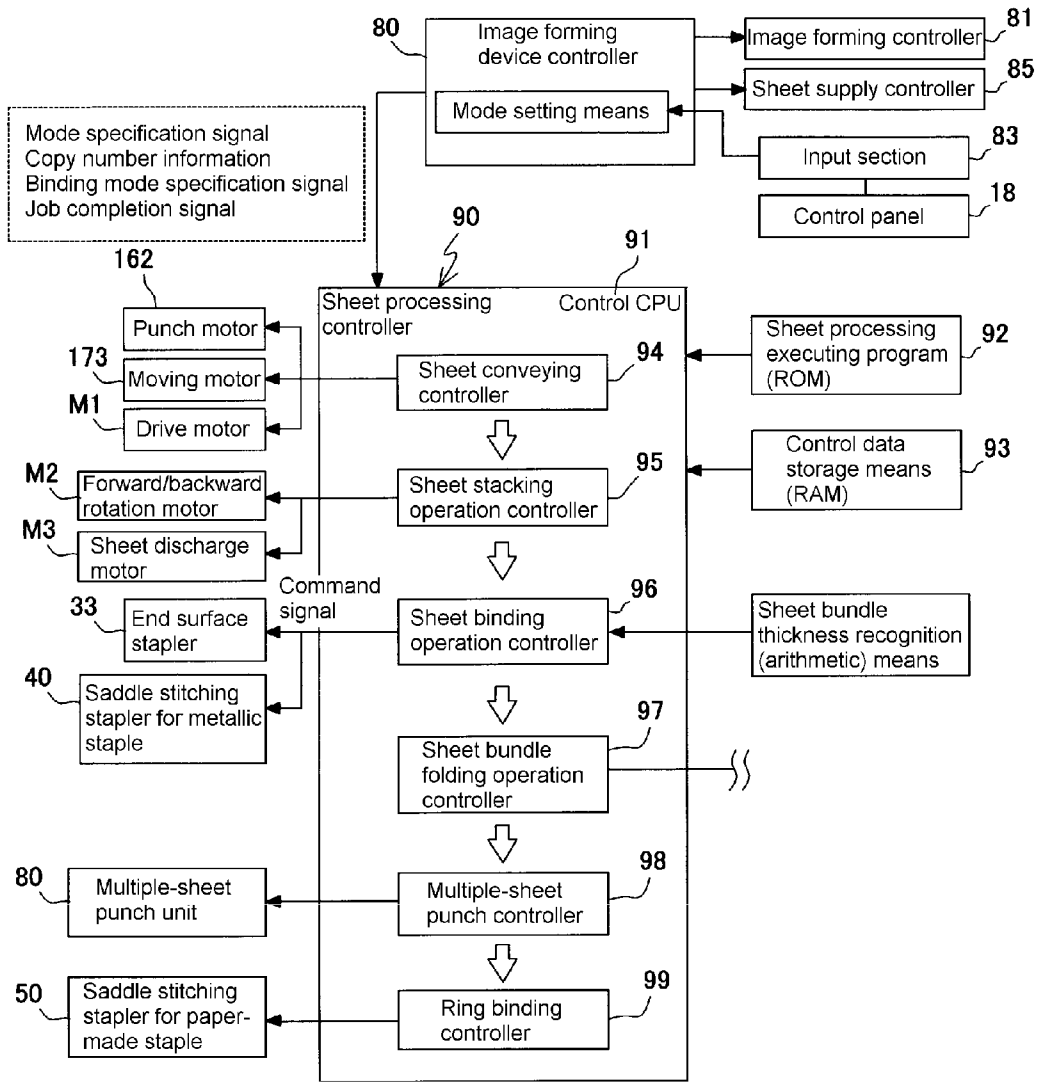 80
Image forming
device controller
Mode setting means
Image forming controller
81
Sheet supply controller
85
Input section
83
Control panel
18
Mode specification signal
Copy number information
Binding mode specification signal
Job completion signal
90
91
Sheet processing
controller
Control CPU
162
Punch motor
173
Moving motor
M1
Drive motor
Sheet conveying
controller
94
Sheet processing
executing program
(ROM)
92
M2
Forward/backward
rotation motor
M3
Sheet discharge
motor
Sheet stacking
operation controller
95
Control data
storage means
(RAM)
93
Command
signal
33
End surface
stapler
40
Saddle stitching
stapler for metallic
staple
Sheet binding
operation controller
96
Sheet bundle
thickness recognition
(arithmetic) means
Sheet bundle
folding operation
controller
97
80
Multiple-sheet
punch unit
Multiple-sheet
punch controller
98
50
Saddle stitching
stapler for paper-
made staple
Ring binding
controller
99